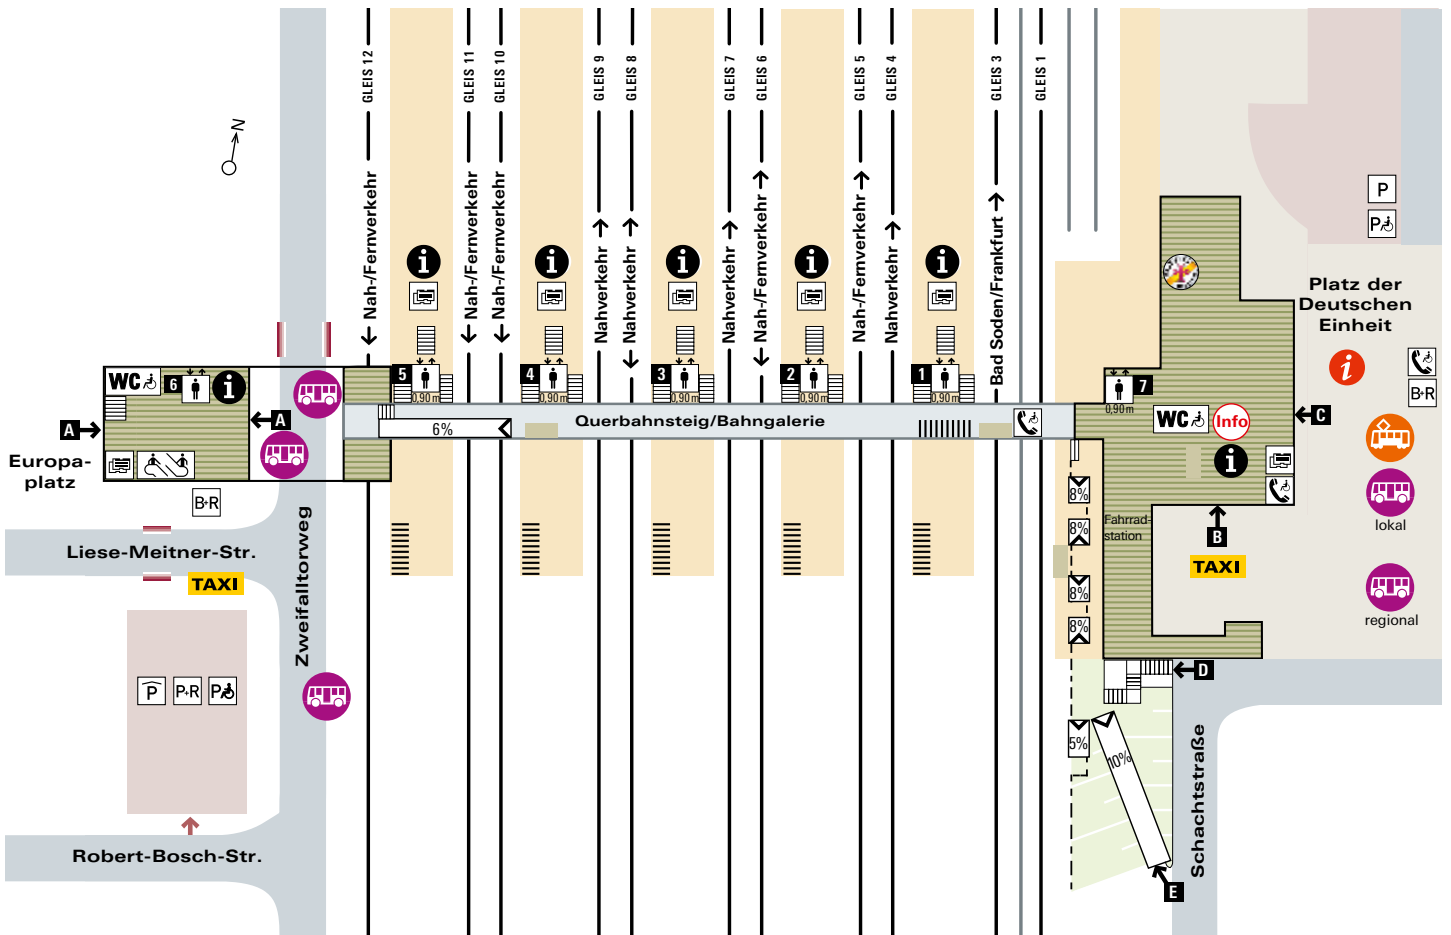 GLEIS 12
GLEIS 11
GLEIS 10
GLEIS 9
GLEIS 8
GLEIS 7
GLEIS 6
GLEIS 5
GLEIS 4
GLEIS 3
GLEIS 1
N
Nah-/Fernverkehr
Nah-/Fernverkehr
Nah-/Fernverkehr
Nahverkehr
Nahverkehr
Nahverkehr
Nah-/Fernverkehr
Nah-/Fernverkehr
Nahverkehr
Bad Soden/Frankfurt
P
P
Platz der
Deutschen
Einheit
i
i
i
i
i
i
B+R
WC
6
i
5
0,90 m
4
0,90 m
3
0,90 m
2
0,90 m
1
0,90 m
7
0,90 m
A
A
Europa-
platz
6%
Querbahnsteig/Bahngalerie
WC
Info
C
i
B+R
8%
8%
8%
8%
Fahrrad-
station
B
TAXI
lokal
regional
Liese-Meitner-Str.
TAXI
Zweifalltorweg
P
P+R
P
D
5%
10%
Schachtstraße
E
Robert-Bosch-Str.